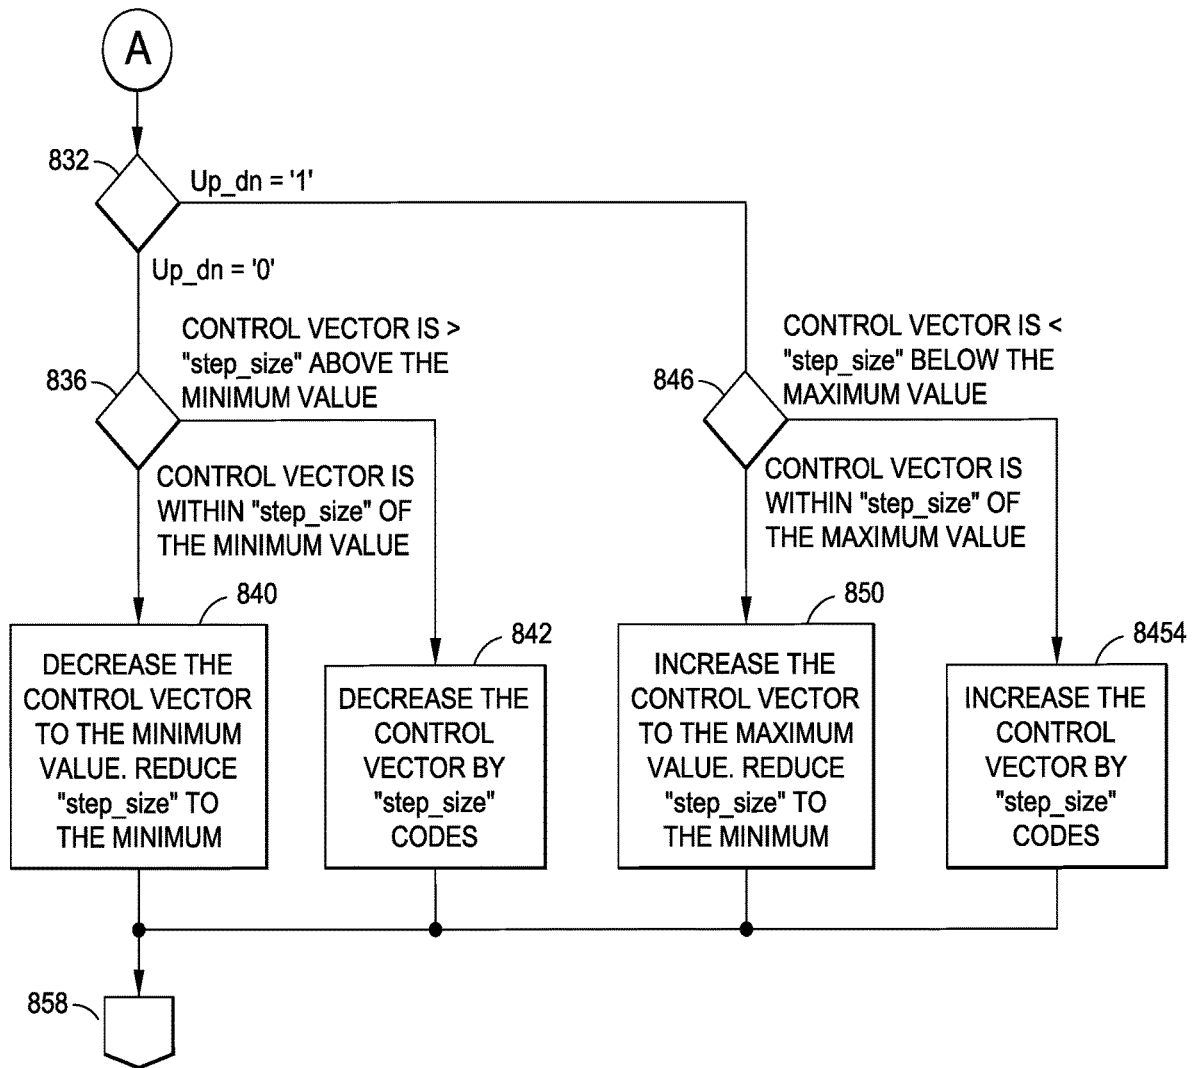 A
832
Up_dn = '1'
Up_dn = '0'
CONTROL VECTOR IS >
"step_size" ABOVE THE
MINIMUM VALUE
836
CONTROL VECTOR IS
WITHIN "step_size" OF
THE MINIMUM VALUE
CONTROL VECTOR IS <
"step_size" BELOW THE
MAXIMUM VALUE
846
CONTROL VECTOR IS
WITHIN "step_size" OF
THE MAXIMUM VALUE
840
DECREASE THE
CONTROL VECTOR
TO THE MINIMUM
VALUE. REDUCE
"step_size" TO
THE MINIMUM
842
DECREASE THE
CONTROL
VECTOR BY
"step_size"
CODES
850
INCREASE THE
CONTROL VECTOR
TO THE MAXIMUM
VALUE. REDUCE
"step_size" TO
THE MINIMUM
8454
INCREASE THE
CONTROL
VECTOR BY
"step_size"
CODES
858